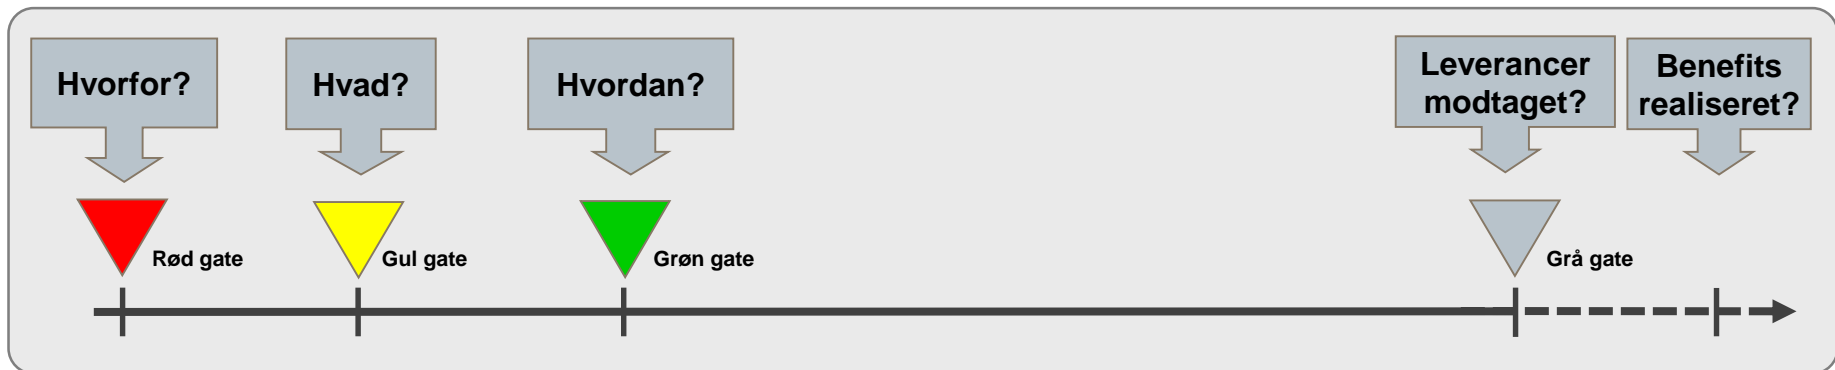 Hvorfor?
Hvad?
Hvordan?
Leverancer
modtaget?
Benefits
realiseret?
Rød gate
Gul gate
Grøn gate
Grå gate